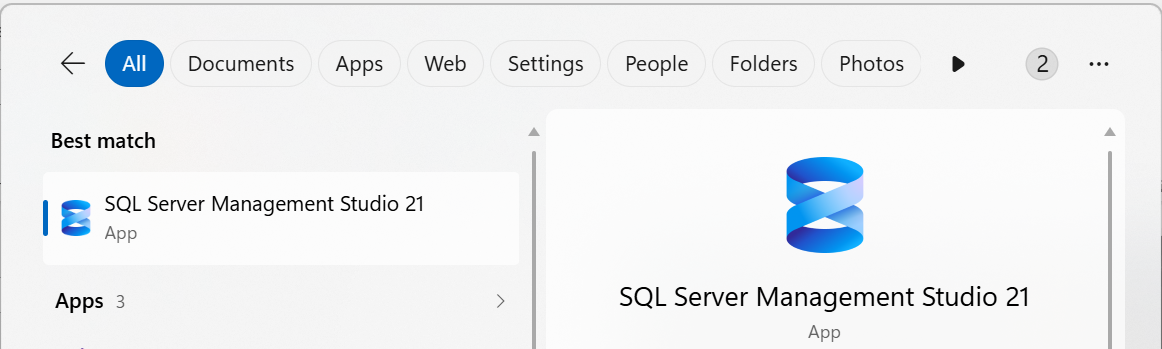 All Documents Apps Web Settings People Folders Photos 2
Best match
SQL Server Management Studio 21
App
Apps 3
SQL Server Management Studio 21
App